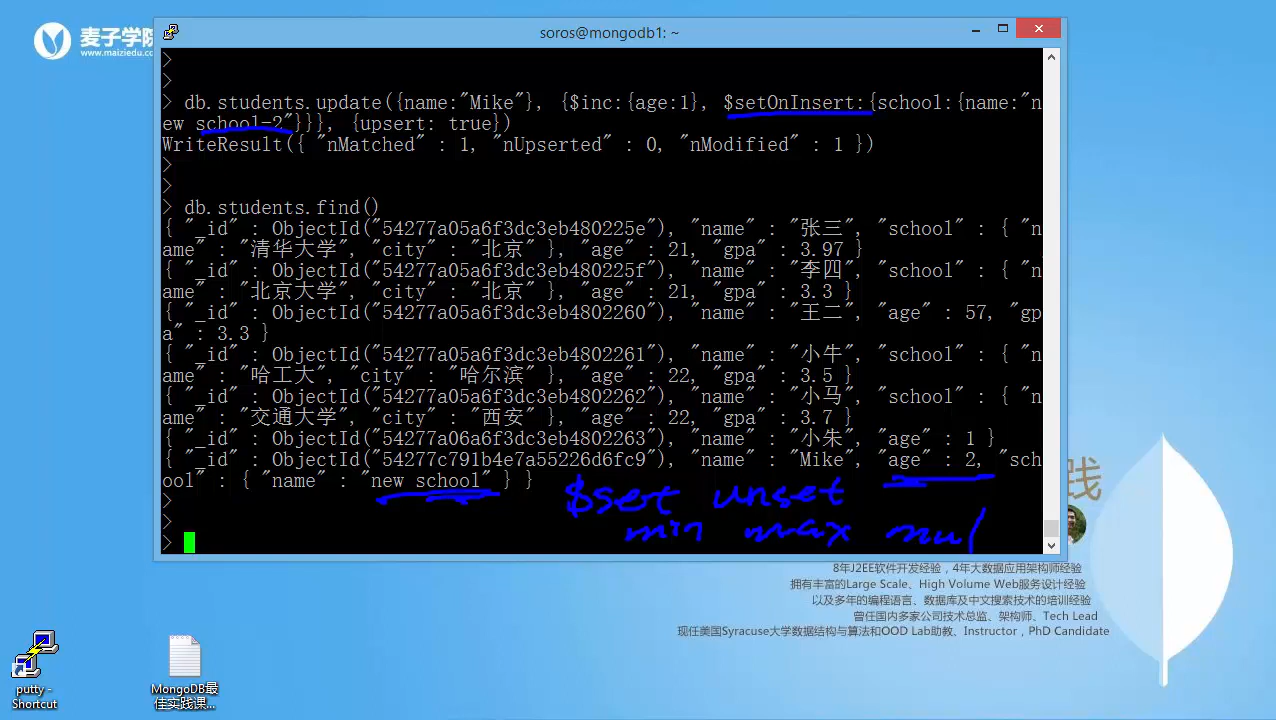 麦子学院
www.maiziedu.co
soros@mongodb1: ~
>
>
> db.students.update({name:"Mike"}, {$inc:{age:1}, $setOnInsert:{school:{name:"n
ew school-2"}}}, {upsert: true})
WriteResult({ "nMatched" : 1, "nUpserted" : 0, "nModified" : 1 })
>
>
> db.students.find()
{ "_id" : ObjectId("54277a05a6f3dc3eb480225e"), "name" : "张三", "school" : { "n
ame" : "清华大学", "city" : "北京" }, "age" : 21, "gpa" : 3.97 }
{ "_id" : ObjectId("54277a05a6f3dc3eb480225f"), "name" : "李四", "school" : { "n
ame" : "北京大学", "city" : "北京" }, "age" : 21, "gpa" : 3.3 }
{ "_id" : ObjectId("54277a05a6f3dc3eb4802260"), "name" : "王二", "age" : 57, "gp
a" : 3.3 }
{ "_id" : ObjectId("54277a05a6f3dc3eb4802261"), "name" : "小牛", "school" : { "n
ame" : "哈工大", "city" : "哈尔滨" }, "age" : 22, "gpa" : 3.5 }
{ "_id" : ObjectId("54277a05a6f3dc3eb4802262"), "name" : "小马", "school" : { "n
ame" : "交通大学", "city" : "西安" }, "age" : 22, "gpa" : 3.7 }
{ "_id" : ObjectId("54277a06a6f3dc3eb4802263"), "name" : "小朱", "age" : 1 }
{ "_id" : ObjectId("54277c791b4e7a55226d6fc9"), "name" : "Mike", "age" : 2, "sch
ool" : { "name" : "new school" } }
>
>
>
$set unset
min max mul
践
8年J2EE软件开发经验，4年大数据应用架构师经验
拥有丰富的Large Scale、High Volume Web服务设计经验
以及多年的编程语言、数据库及中文搜索技术的培训经验
曾任国内多家公司技术总监、架构师、Tech Lead
现任美国Syracuse大学数据结构与算法和OOD Lab助教、Instructor，PhD Candidate
putty -
Shortcut
MongoDB最
佳实践课...